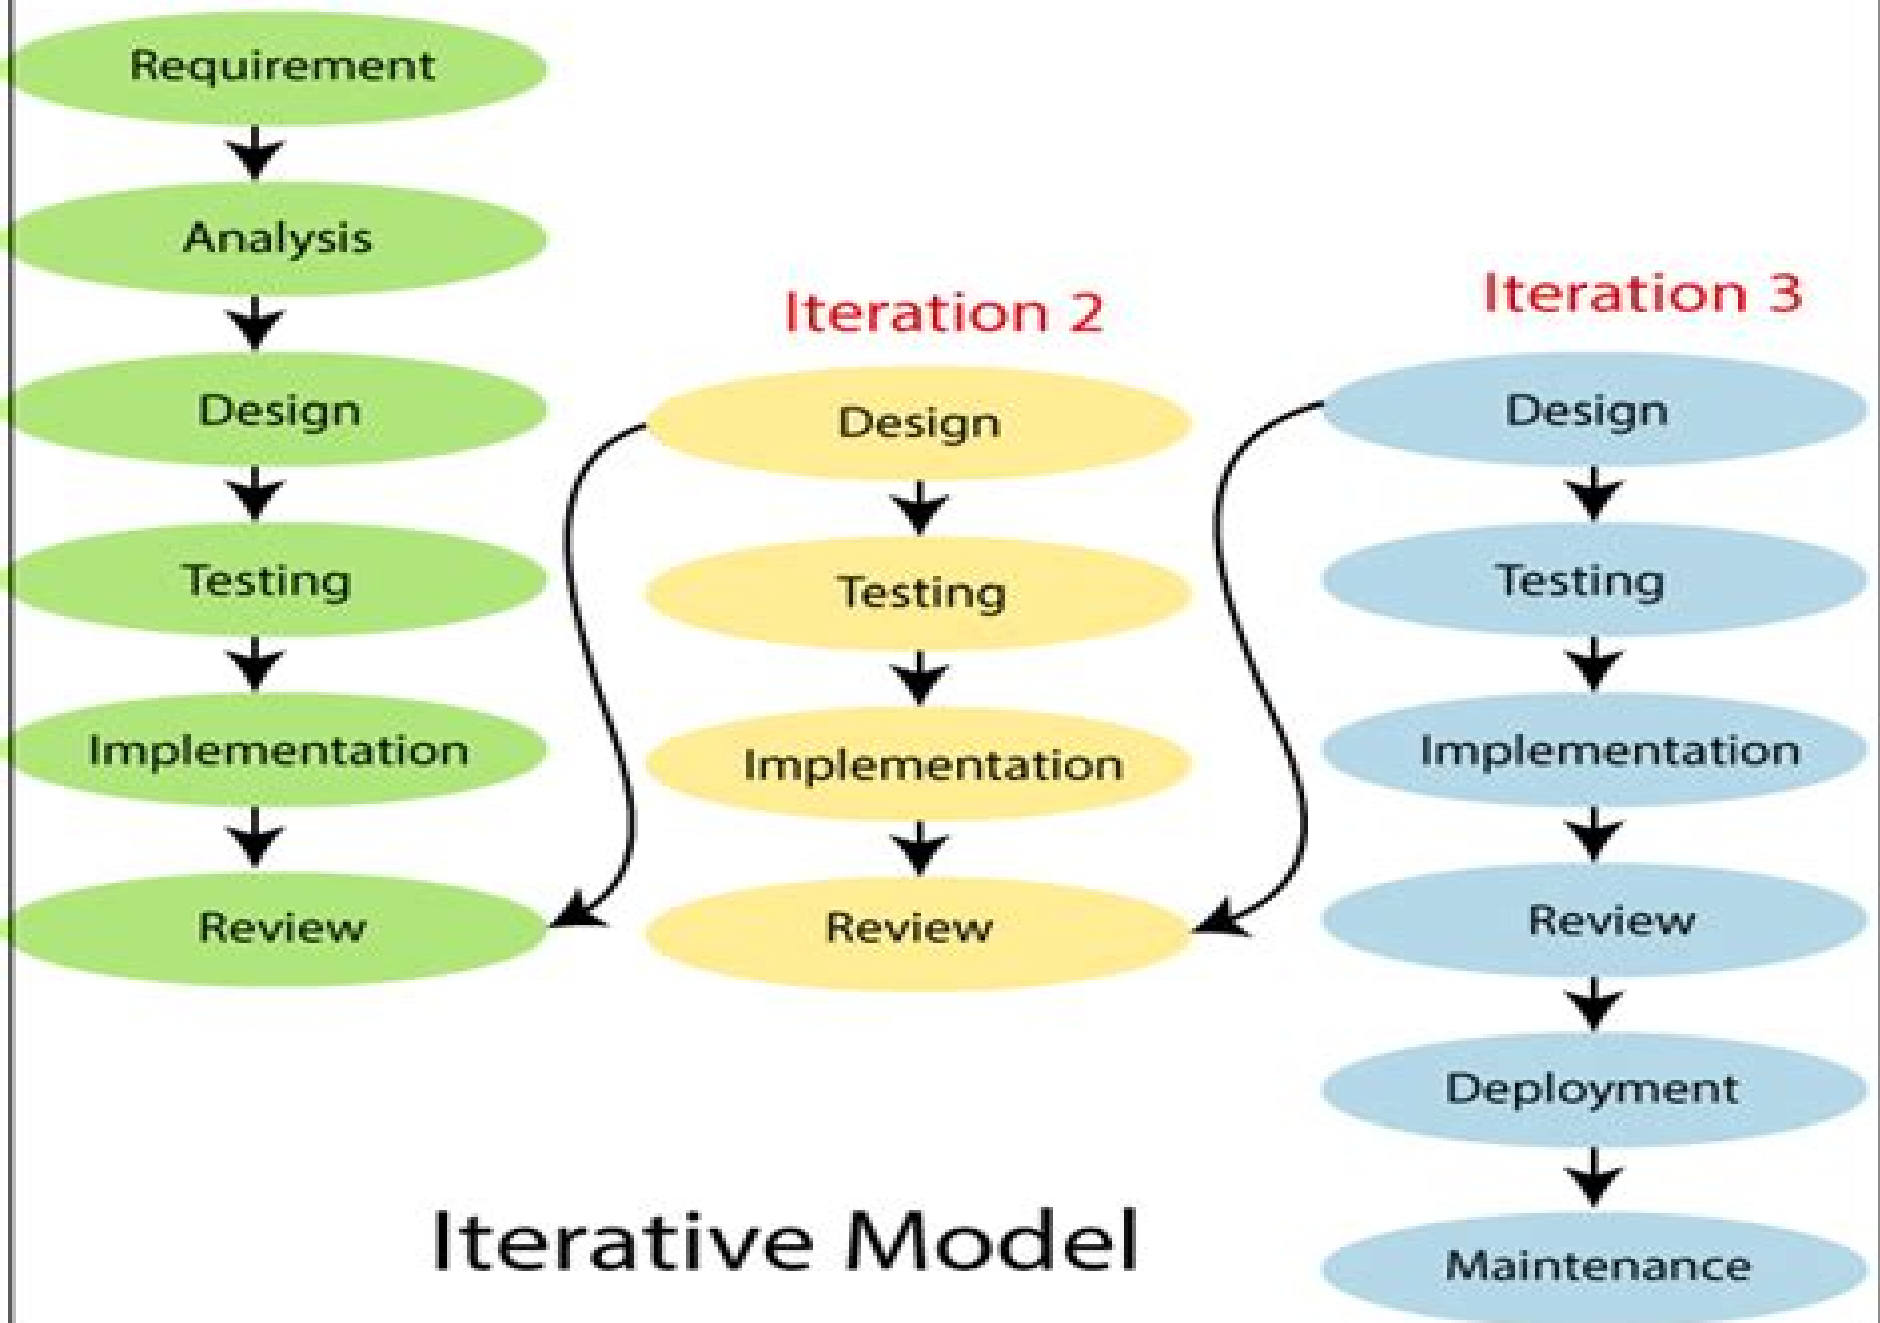 Requirement
Analysis
Design
Testing
Implementation
Review
Iteration 2
Design
Testing
Implementation
Review
Iteration 3
Design
Testing
Implementation
Review
Deployment
Maintenance
Iterative Model